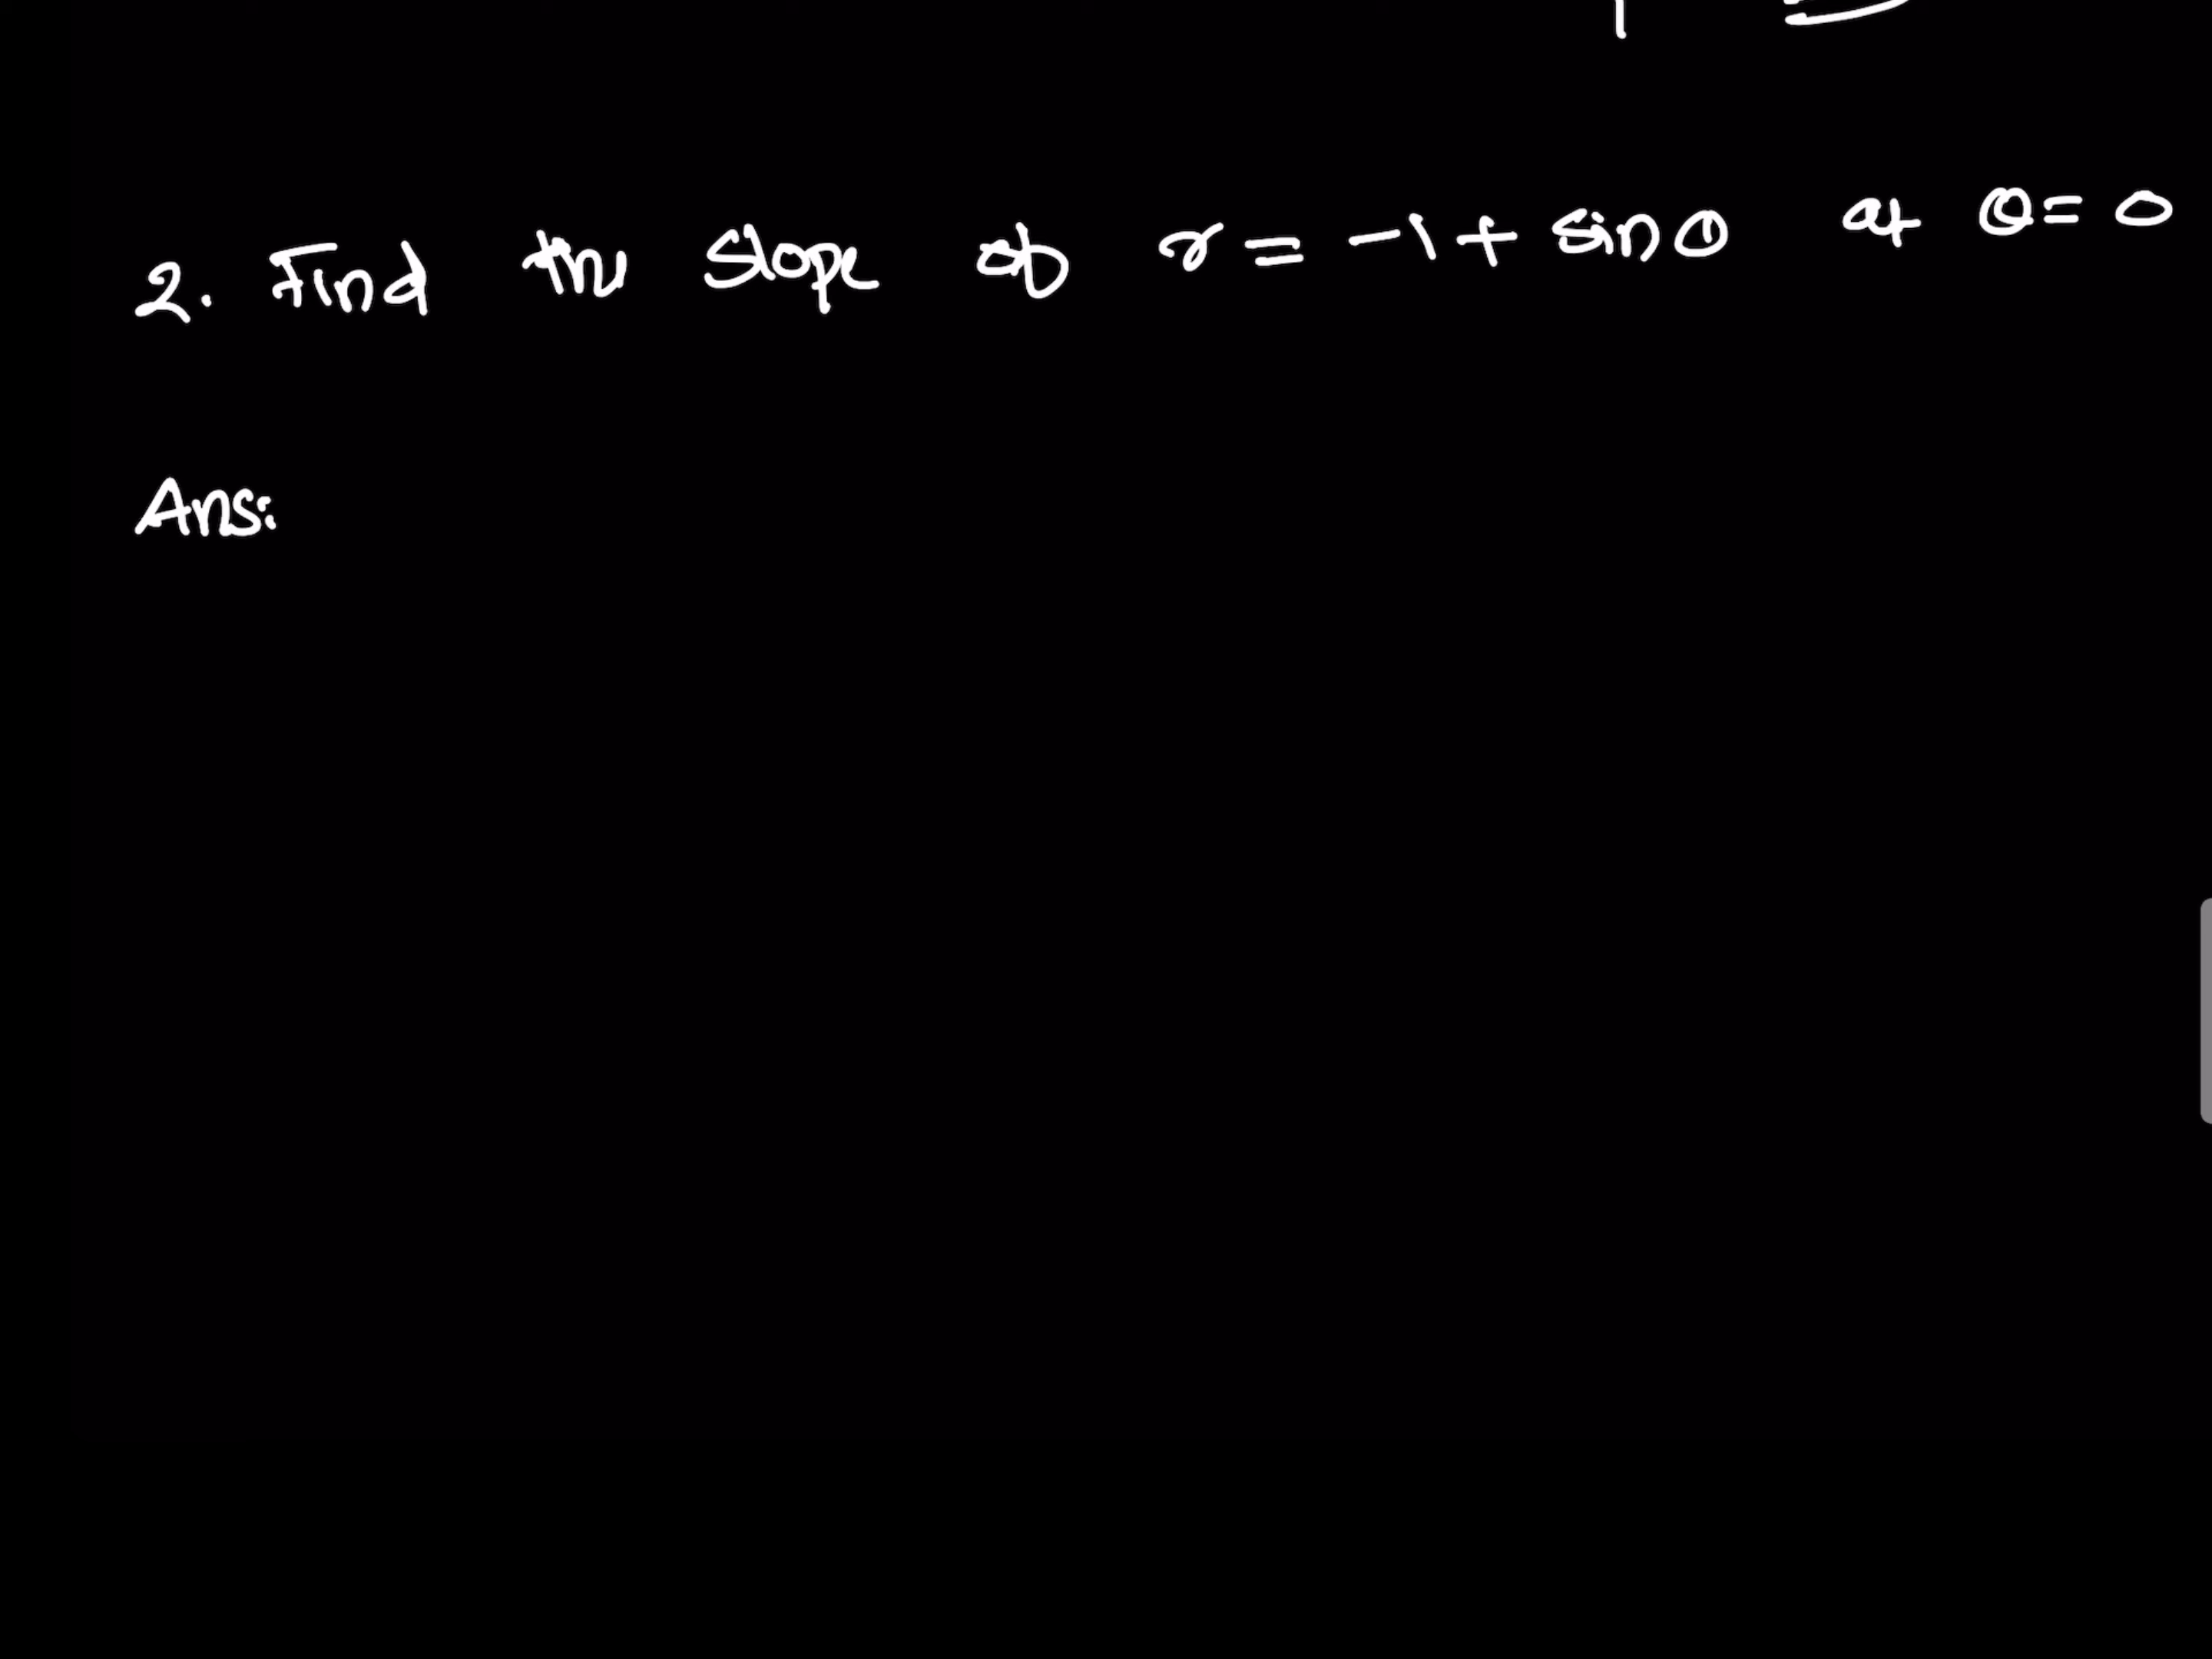 2. Find the slope of r = -1 + sin θ at θ = 0
Ans: